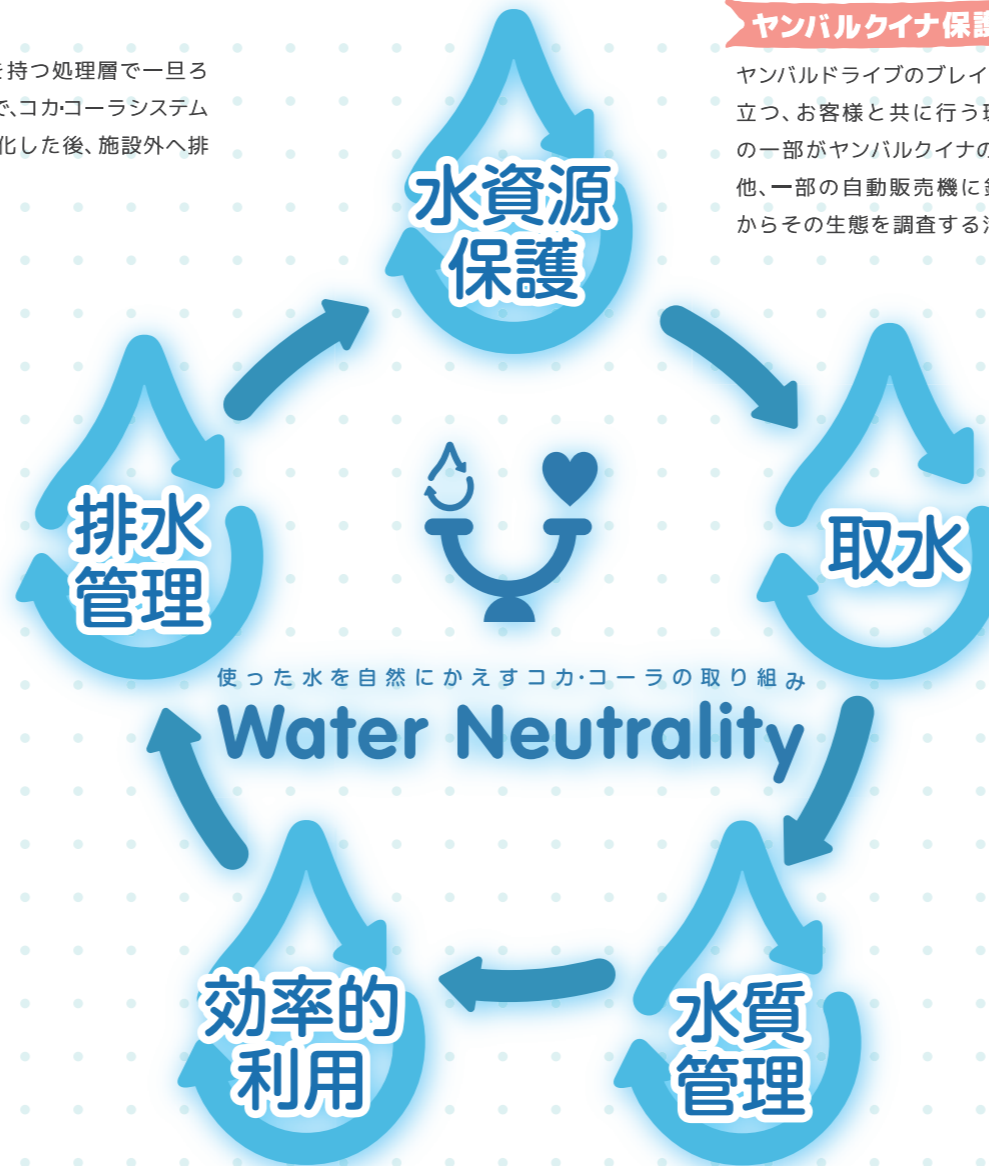 を持つ処理層で一旦ろ
で、コカ・コーラシステム
化した後、施設外へ排
ヤンバルクイナ保護
ヤンバルドライブのブレイ
立つ、お客様と共に行う
の一部がヤンバルクイナの
他、一部の自動販売機に
からその生態を調査する
水資源
保護
取水
水質
管理
効率的
利用
排水
管理
使った水を自然にかえすコカ・コーラの取り組み
Water Neutrality